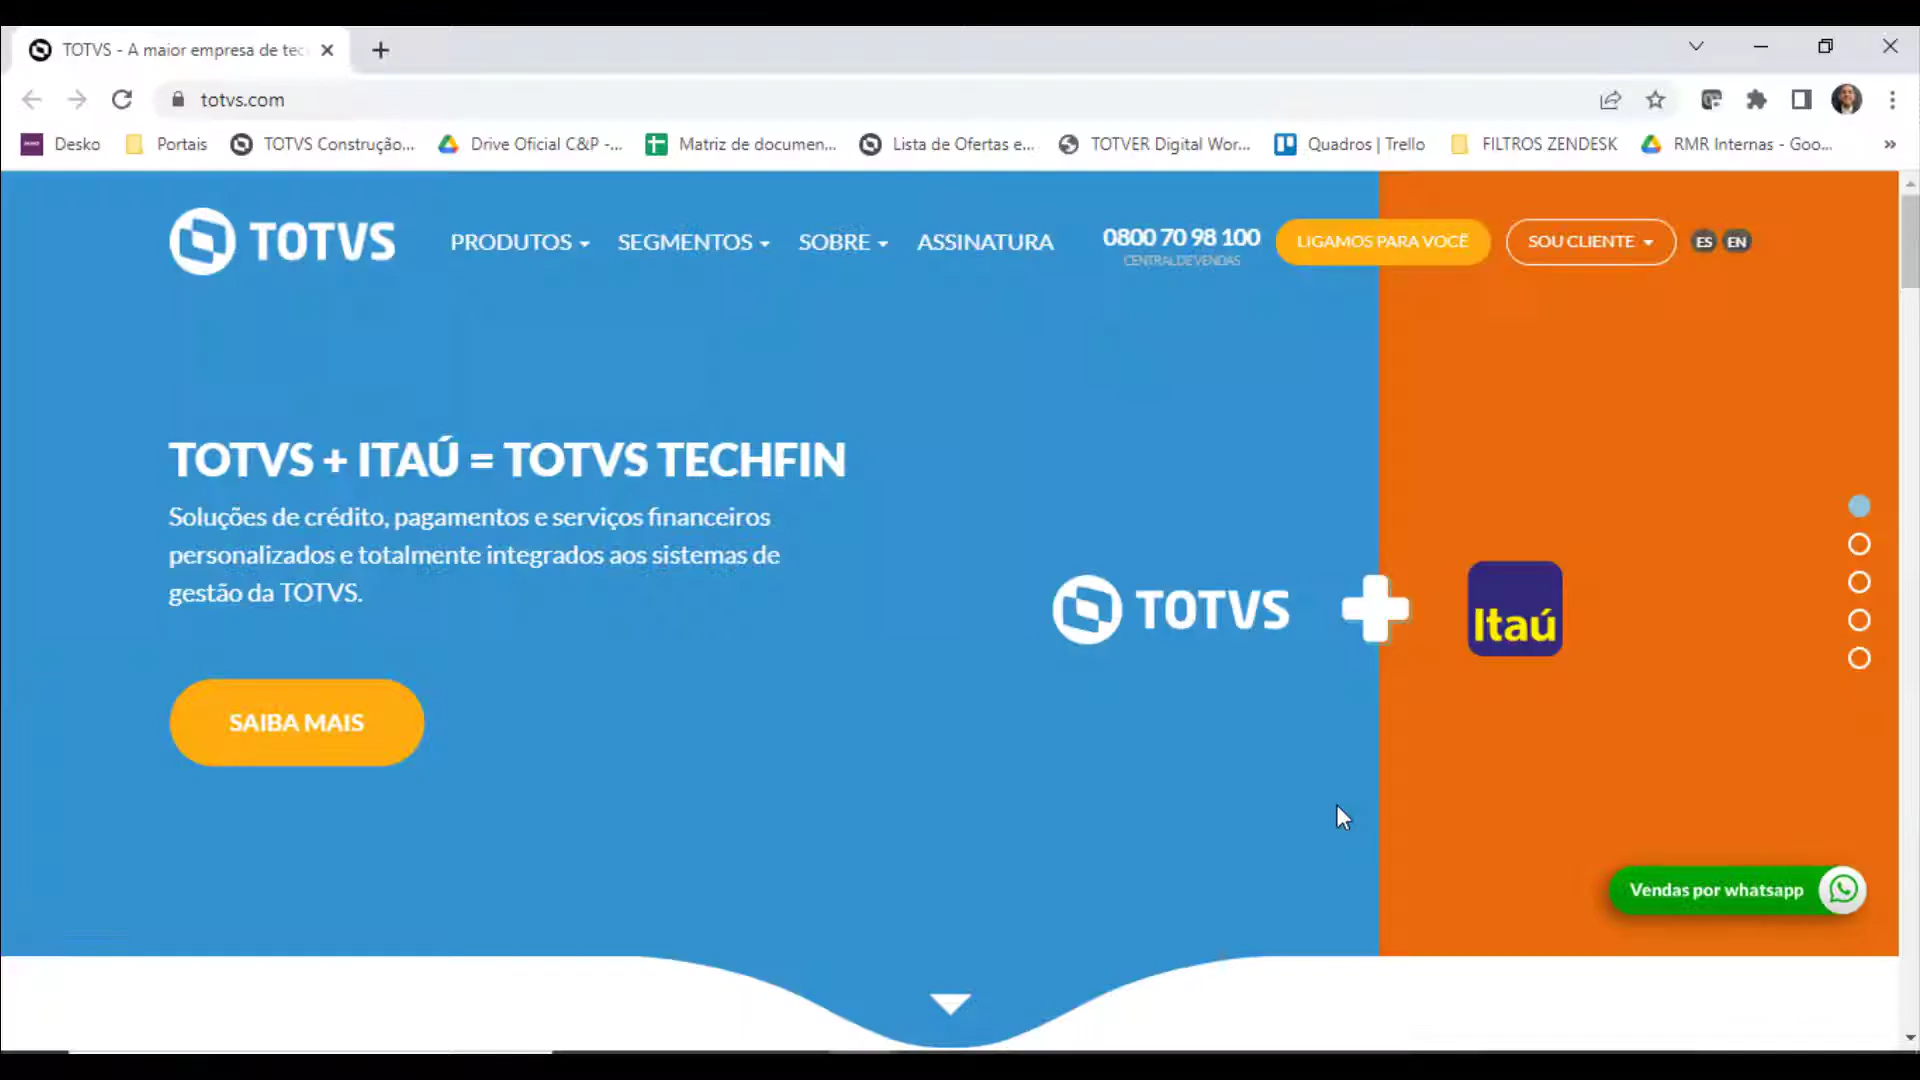 TOTVS - A maior empresa de tec
totvs.com
Desko
Portais
TOTVS Construção...
Drive Oficial C&P -...
Matriz de documen...
Lista de Ofertas e...
TOTVER Digital Wor...
Quadros | Trello
FILTROS ZENDESK
RMR Internas - Goo...
TOTVS
PRODUTOS
SEGMENTOS
SOBRE
ASSINATURA
0800 70 98 100
CENTRAL DE VENDAS
LIGAMOS PARA VOCÊ
SOU CLIENTE
ES
EN
TOTVS + ITAÚ = TOTVS TECHFIN
Soluções de crédito, pagamentos e serviços financeiros
personalizados e totalmente integrados aos sistemas de
gestão da TOTVS.
TOTVS
Itaú
SAIBA MAIS
Vendas por whatsapp